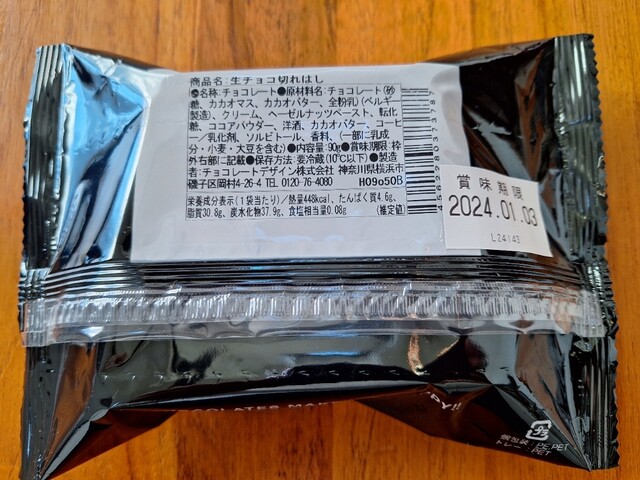 商品名:生チョコ切れはし
●名称:チョコレート●原材料名:チョコレート(砂
糖、カカオマス、カカオバター、全粉乳)(ベルギー
製造)、クリーム、ヘーゼルナッツペースト、転化
糖、ココアパウダー、洋酒、カカオバター、コーヒ
ー/乳化剤、ソルビトール、香料、(一部に乳成
分・小麦・大豆を含む)●内容量:90g●賞味期限:枠
外右部に記載●保存方法:要冷蔵(10℃以下)●製造
者:チョコレートデザイン株式会社 神奈川県横浜市
磯子区岡村4-26-4 TEL 0120-76-4080 H09o50B
栄養成分表示(1袋当たり)/熱量448kcal、たんぱく質4.6g、
脂質30.8g、炭水化物37.9g、食塩相当量0.08g (推定値)
4562980373787
賞味期限
2024.01.03
L24143
プラ
個包装:PE,PET
トレー:PET